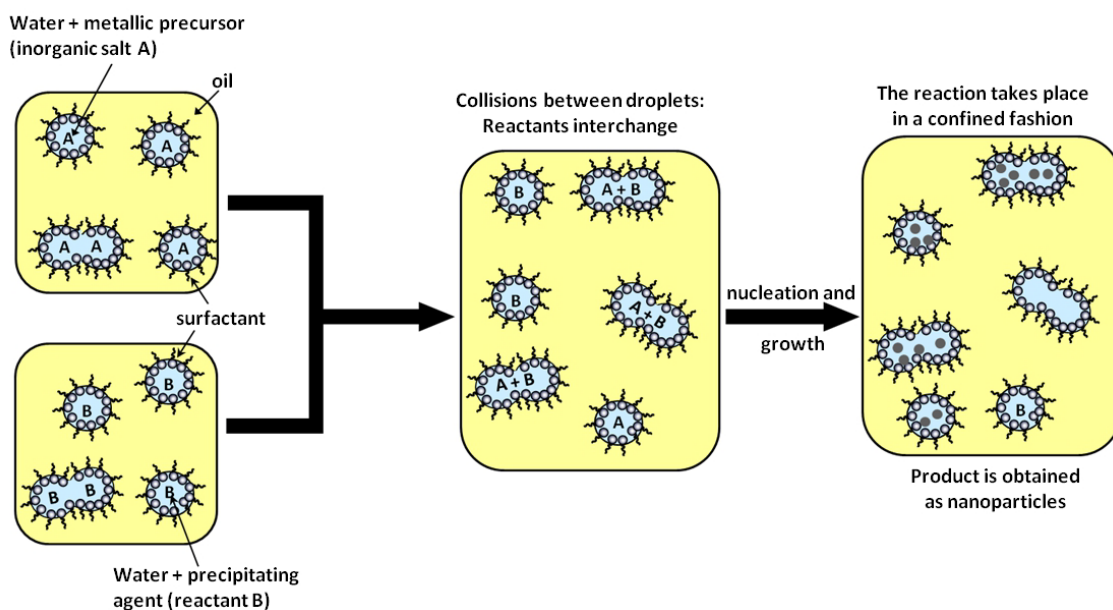 Water + metallic precursor
(inorganic salt A)
oil
A
A
A A
A
surfactant
B
B
B B
B
Water + precipitating
agent (reactant B)
Collisions between droplets:
Reactants interchange
B
A + B
B
A + B
A + B
A
nucleation and
growth
The reaction takes place
in a confined fashion
B
Product is obtained
as nanoparticles